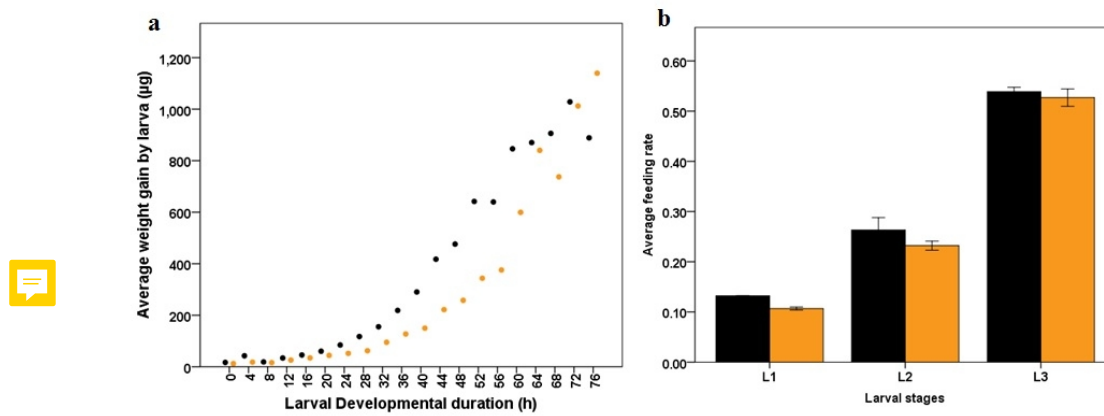 a
Average weight gain by larva (µg)
1,200
1,000
800
600
400
200
0
0 4 8 12 16 20 24 28 32 36 40 44 48 52 56 60 64 68 72 76
Larval Developmental duration (h)
b
Average feeding rate
0.60
0.50
0.40
0.30
0.20
0.10
0.00
L1 L2 L3
Larval stages